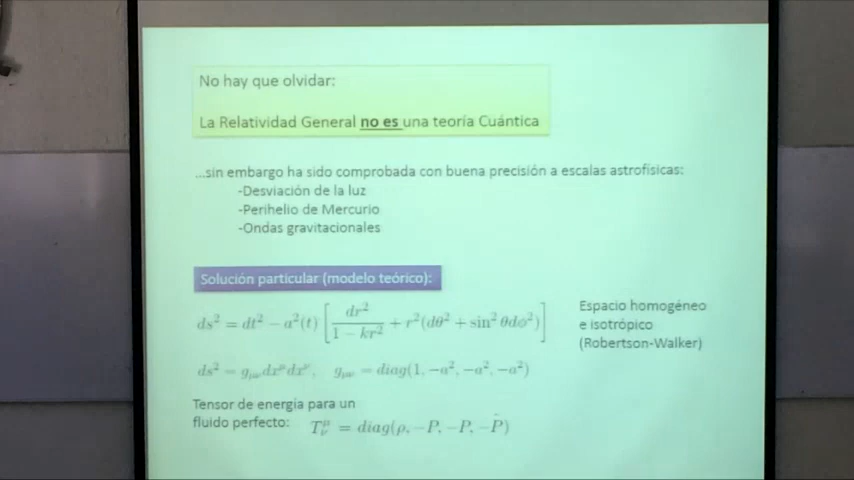 No hay que olvidar:
La Relatividad General no es una teoría Cuántica
...sin embargo ha sido comprobada con buena precisión a escalas astrofísicas:
-Desviación de la luz
-Perihelio de Mercurio
-Ondas gravitacionales
Solución particular (modelo teórico):
ds² = dt² − a²(t) [ dr² / (1 − kr²) + r²(dθ² + sin² θdφ²) ]
Espacio homogéneo
e isotrópico
(Robertson-Walker)
ds² = g_μν dx^μ dx^ν, g_μν = diag(1, −a², −a², −a²)
Tensor de energía para un
fluido perfecto: T^μ_ν = diag(ρ, −P, −P, −P)